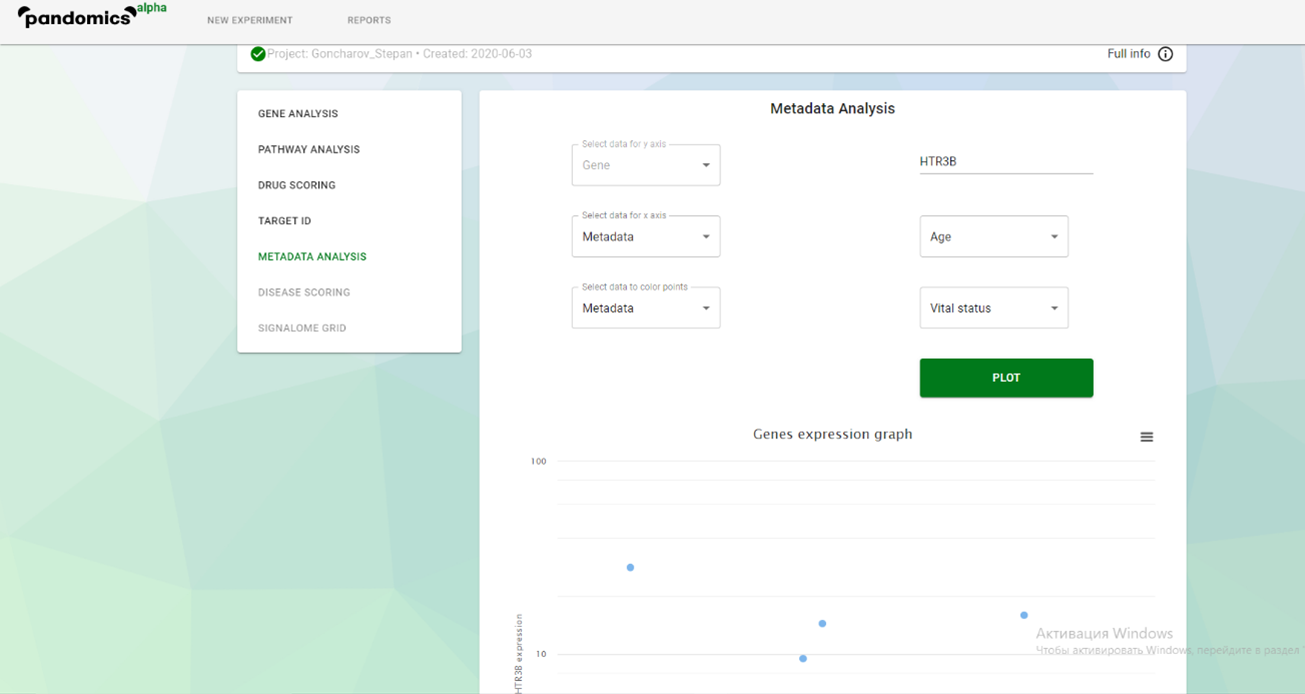 pandomics alpha
NEW EXPERIMENT
REPORTS
Project: Goncharov_Stepan • Created: 2020-06-03
Full info
GENE ANALYSIS
PATHWAY ANALYSIS
DRUG SCORING
TARGET ID
METADATA ANALYSIS
DISEASE SCORING
SIGNALOME GRID
Metadata Analysis
Select data for y axis
Gene
HTR3B
Select data for x axis
Metadata
Age
Select data to color points
Metadata
Vital status
PLOT
Genes expression graph
100
10
HTR3B expression
Активация Windows
Чтобы активировать Windows, перейдите в раздел